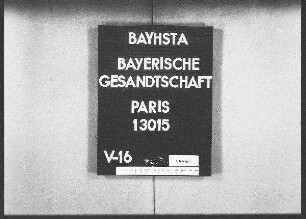 BAYHSTA
BAYERISCHE
GESANDTSCHAFT
PARIS
13015
V-16